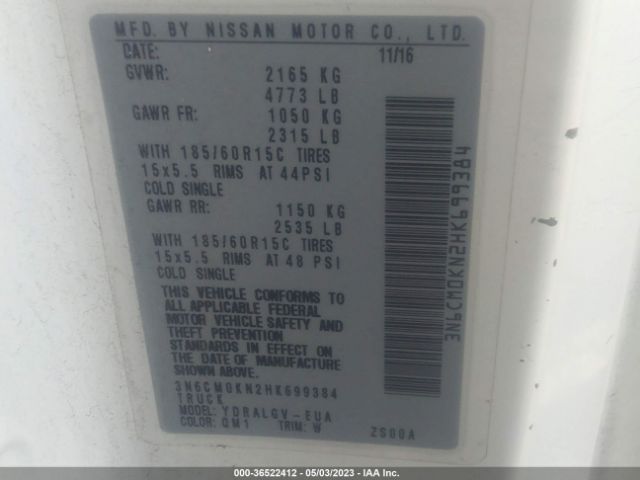 MFD. BY NISSAN MOTOR CO., LTD.
DATE: 11/16
GVWR: 2165 KG
4773 LB
GAWR FR: 1050 KG
2315 LB
WITH 185/60R15C TIRES
15x5.5 RIMS AT 44PSI
COLD SINGLE
GAWR RR: 1150 KG
2535 LB
WITH 185/60R15C TIRES
15x5.5 RIMS AT 48 PSI
COLD SINGLE
THIS VEHICLE CONFORMS TO
ALL APPLICABLE FEDERAL
MOTOR VEHICLE SAFETY AND
THEFT PREVENTION
STANDARDS IN EFFECT ON
THE DATE OF MANUFACTURE
SHOWN ABOVE.
3N6CM0KN2HK699384
TRUCK
MODEL: YDRALGV-EUA
COLOR: QM1 TRIM: W ZS00A
3N6CM0KN2HK699384
000-36522412 - 05/03/2023 - IAA Inc.